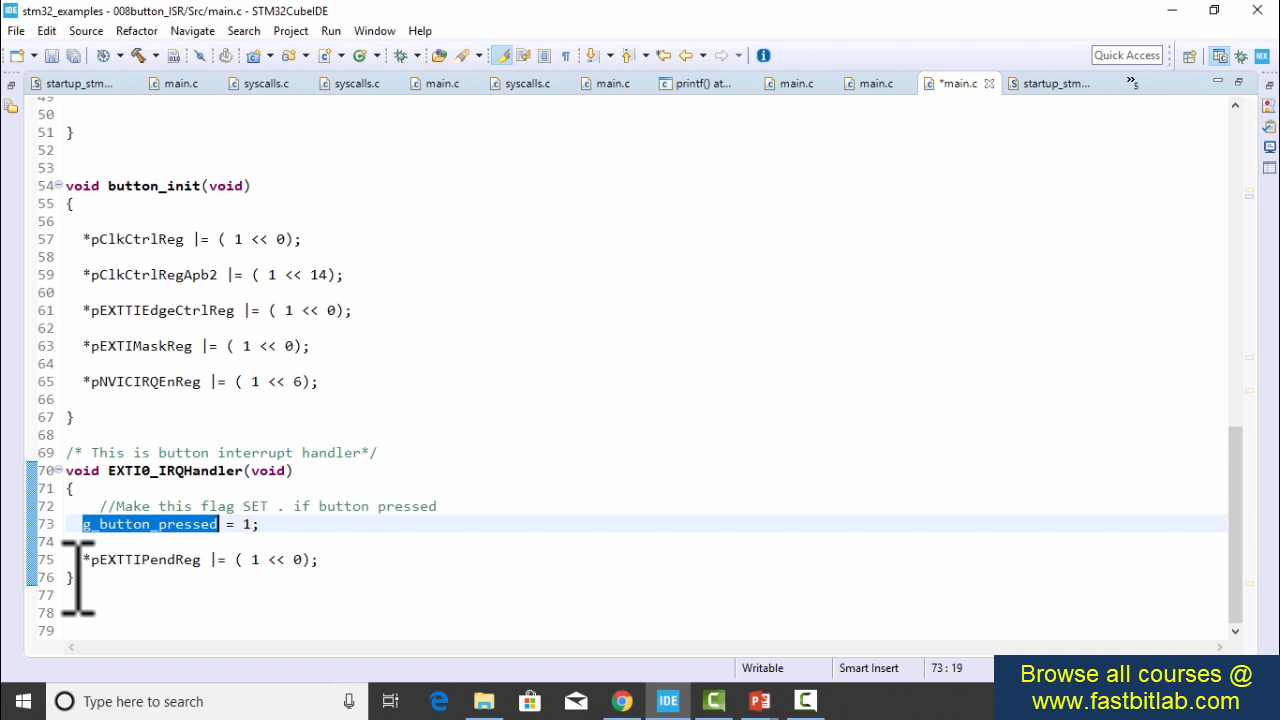 stm32_examples - 008button_ISR/Src/main.c - STM32CubeIDE
File Edit Source Refactor Navigate Search Project Run Window Help
Quick Access
startup_stm... main.c syscalls.c syscalls.c main.c syscalls.c main.c printf() at... main.c main.c *main.c startup_stm... »5
49
50
51 }
52
53
54 void button_init(void)
55 {
56
57 *pClkCtrlReg |= ( 1 << 0);
58
59 *pClkCtrlRegApb2 |= ( 1 << 14);
60
61 *pEXTTIEdgeCtrlReg |= ( 1 << 0);
62
63 *pEXTIMaskReg |= ( 1 << 0);
64
65 *pNVICIRQEnReg |= ( 1 << 6);
66
67 }
68
69 /* This is button interrupt handler*/
70 void EXTI0_IRQHandler(void)
71 {
72 //Make this flag SET . if button pressed
73 g_button_pressed = 1;
74
75 *pEXTTIPendReg |= ( 1 << 0);
76 }
77
78
79
Writable Smart Insert 73 : 19
Browse all courses @
www.fastbitlab.com
Type here to search
IDE